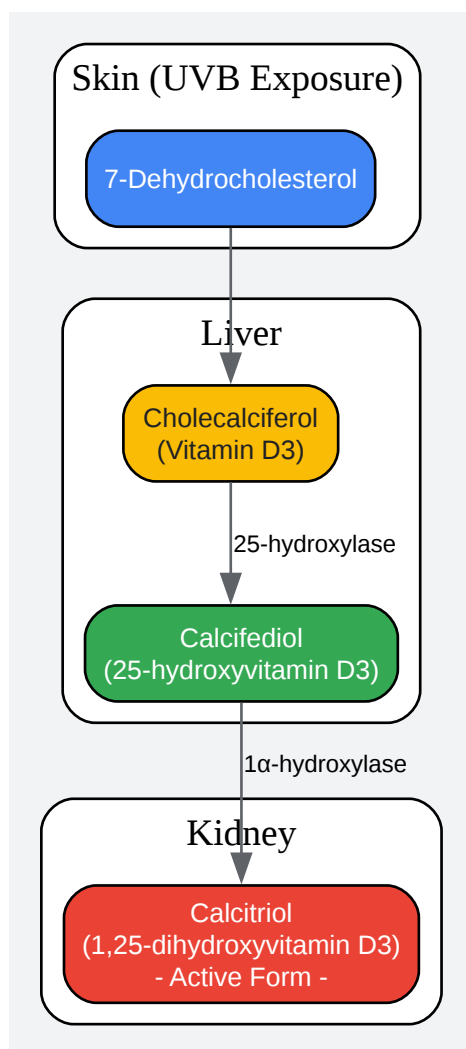 Skin (UVB Exposure)
7-Dehydrocholesterol
Liver
Cholecalciferol
(Vitamin D3)
25-hydroxylase
Calcifediol
(25-hydroxyvitamin D3)
1α-hydroxylase
Kidney
Calcitriol
(1,25-dihydroxyvitamin D3)
- Active Form -